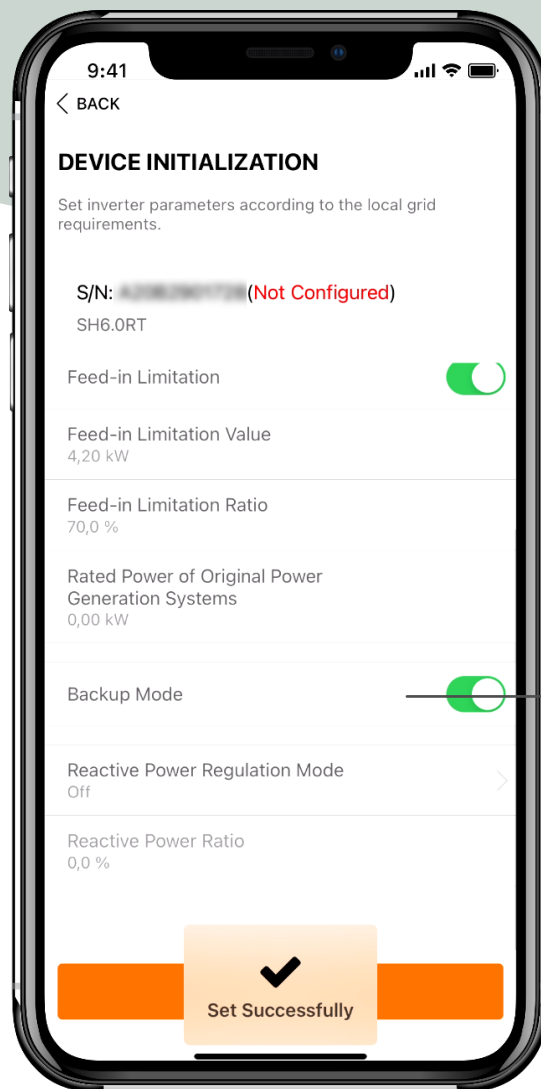 9:41
BACK
DEVICE INITIALIZATION
Set inverter parameters according to the local grid
requirements.
S/N: (Not Configured)
SH6.0RT
Feed-in Limitation
Feed-in Limitation Value
4,20 kW
Feed-in Limitation Ratio
70,0 %
Rated Power of Original Power
Generation Systems
0,00 kW
Backup Mode
Reactive Power Regulation Mode
Off
Reactive Power Ratio
0,0 %
Set Successfully